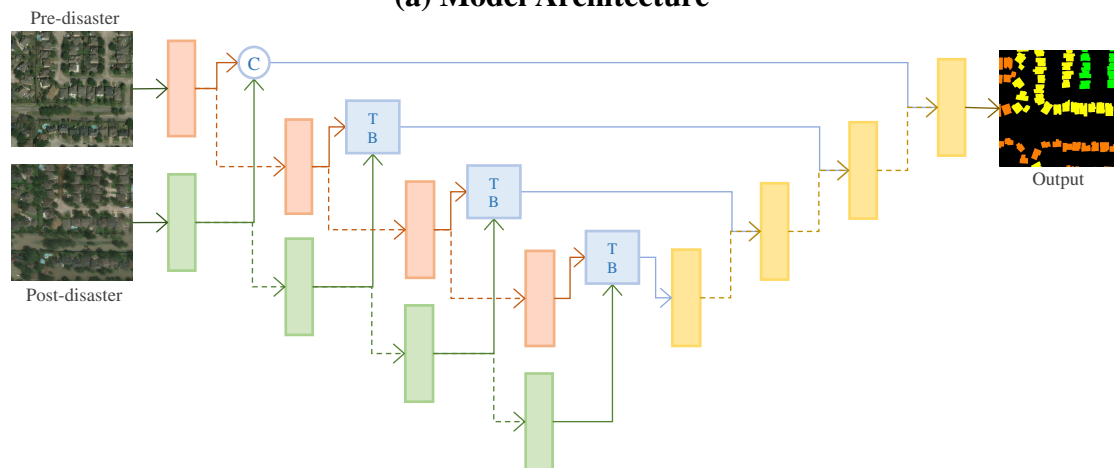 (a) Model Architecture
Pre-disaster
C
T
B
T
B
T
B
Output
Post-disaster